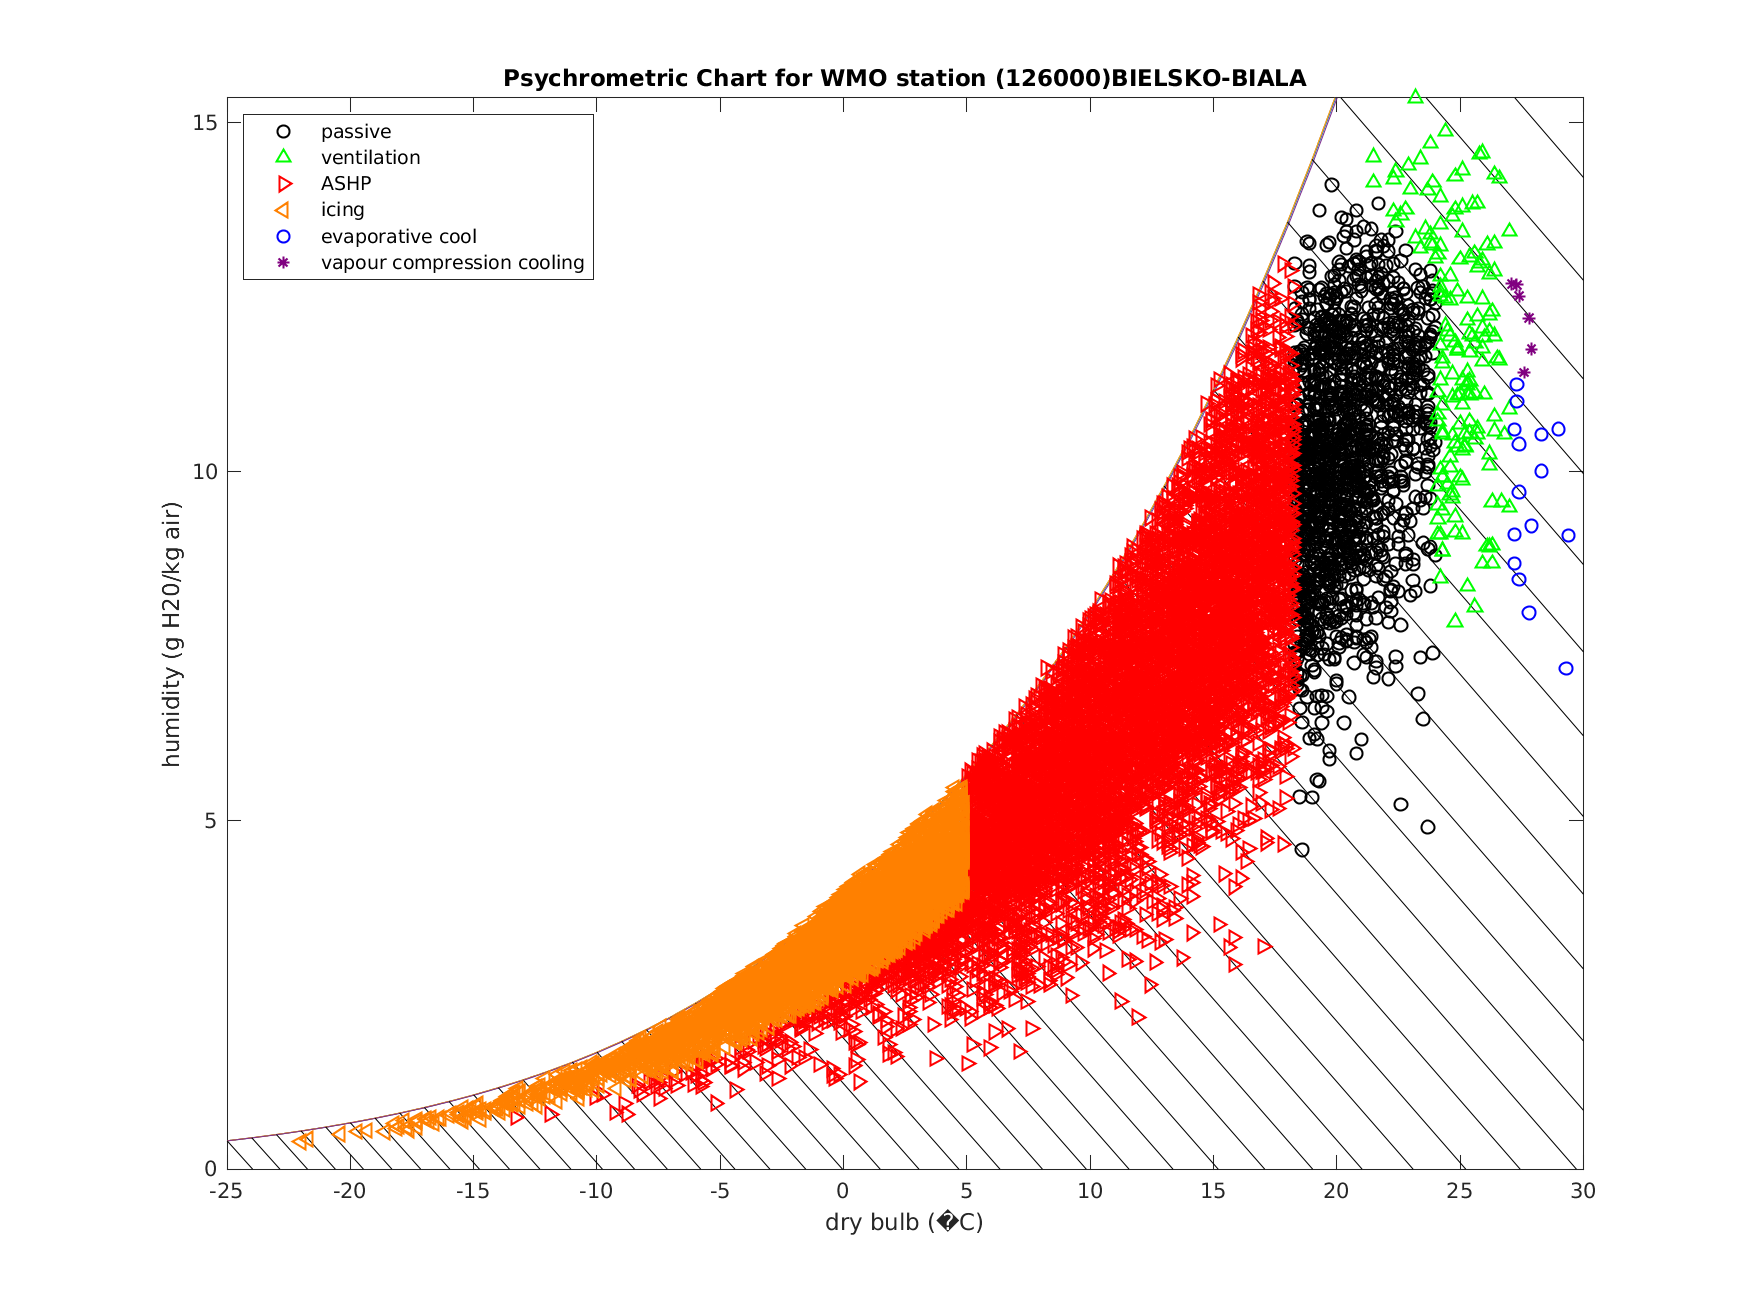 Psychrometric Chart for WMO station (126000)BIELSKO-BIALA
passive
ventilation
ASHP
icing
evaporative cool
vapour compression cooling
humidity (g H20/kg air)
15
10
5
0
-25 -20 -15 -10 -5 0 5 10 15 20 25 30
dry bulb (�C)